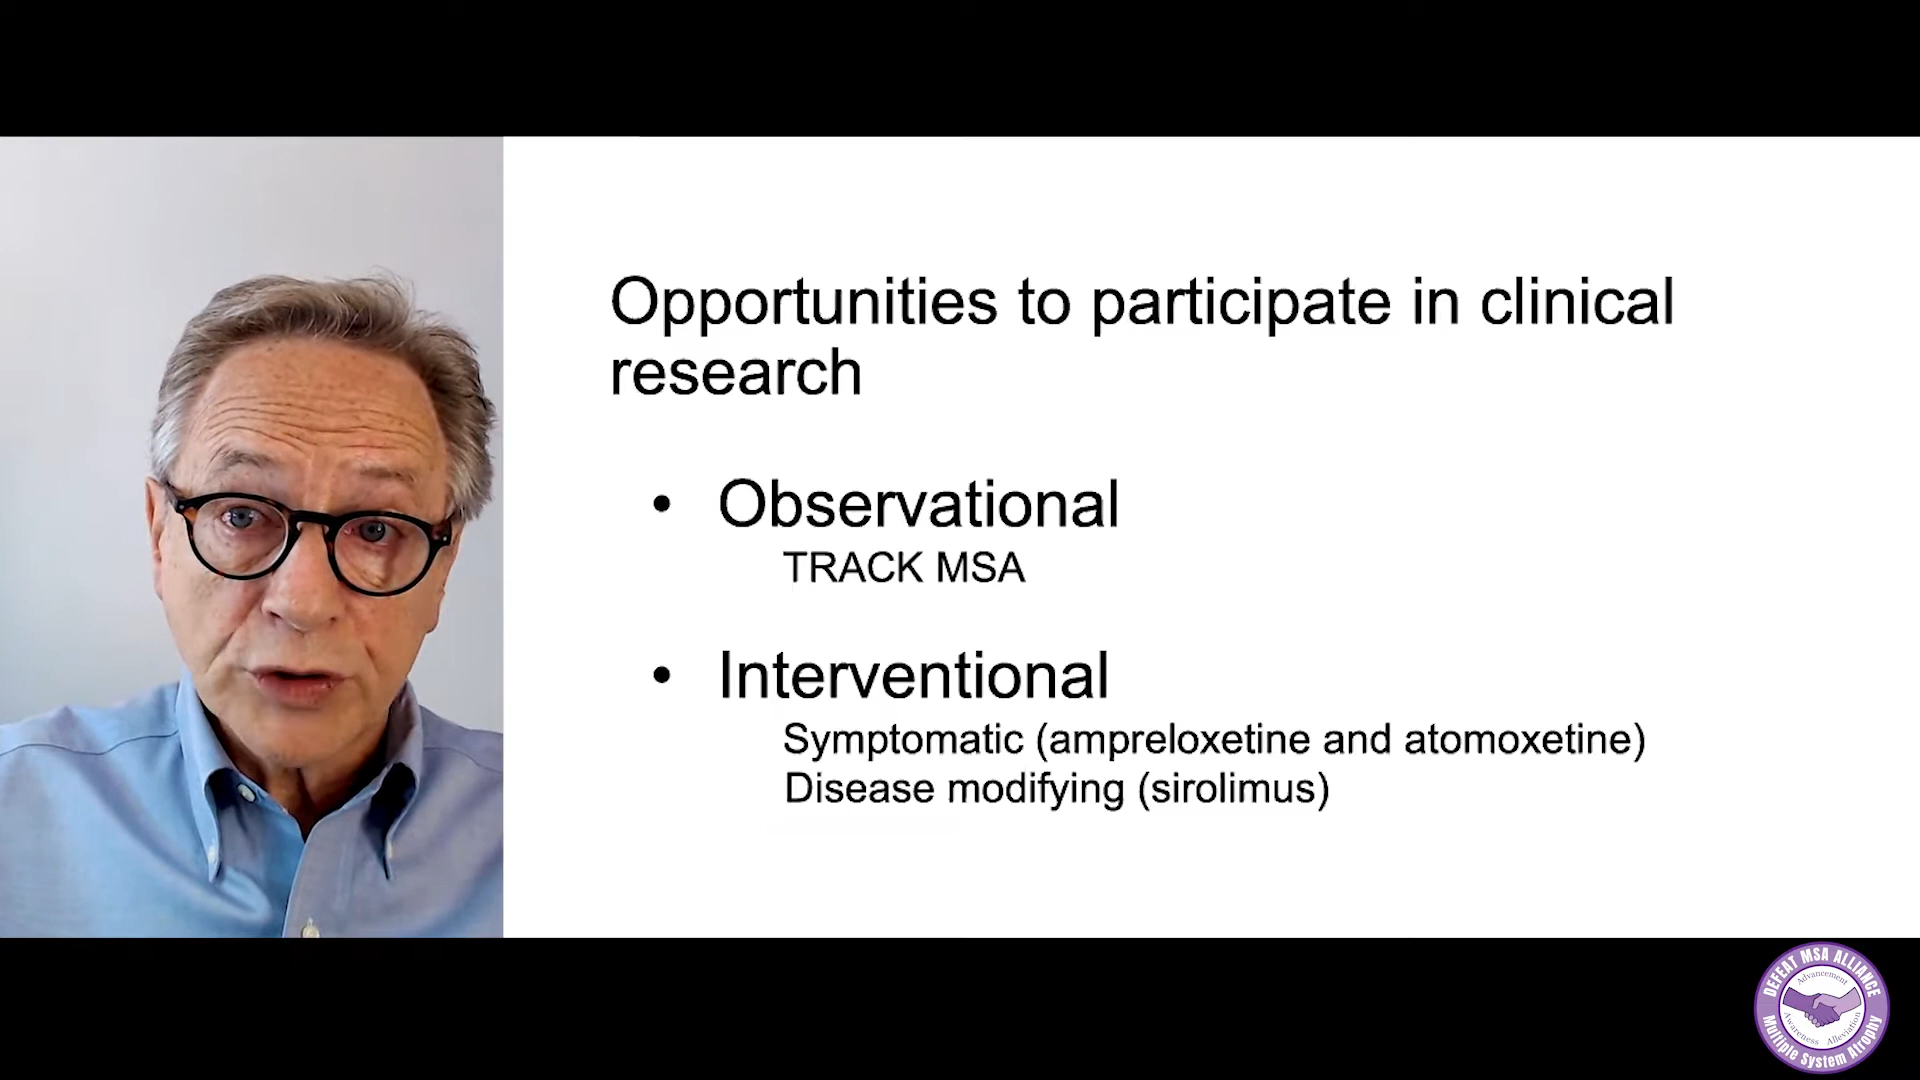 Opportunities to participate in clinical
research
• Observational
TRACK MSA
• Interventional
Symptomatic (ampreloxetine and atomoxetine)
Disease modifying (sirolimus)
DEFEAT MSA ALLIANCE
Advancement
Awareness Alleviation
Multiple System Atrophy